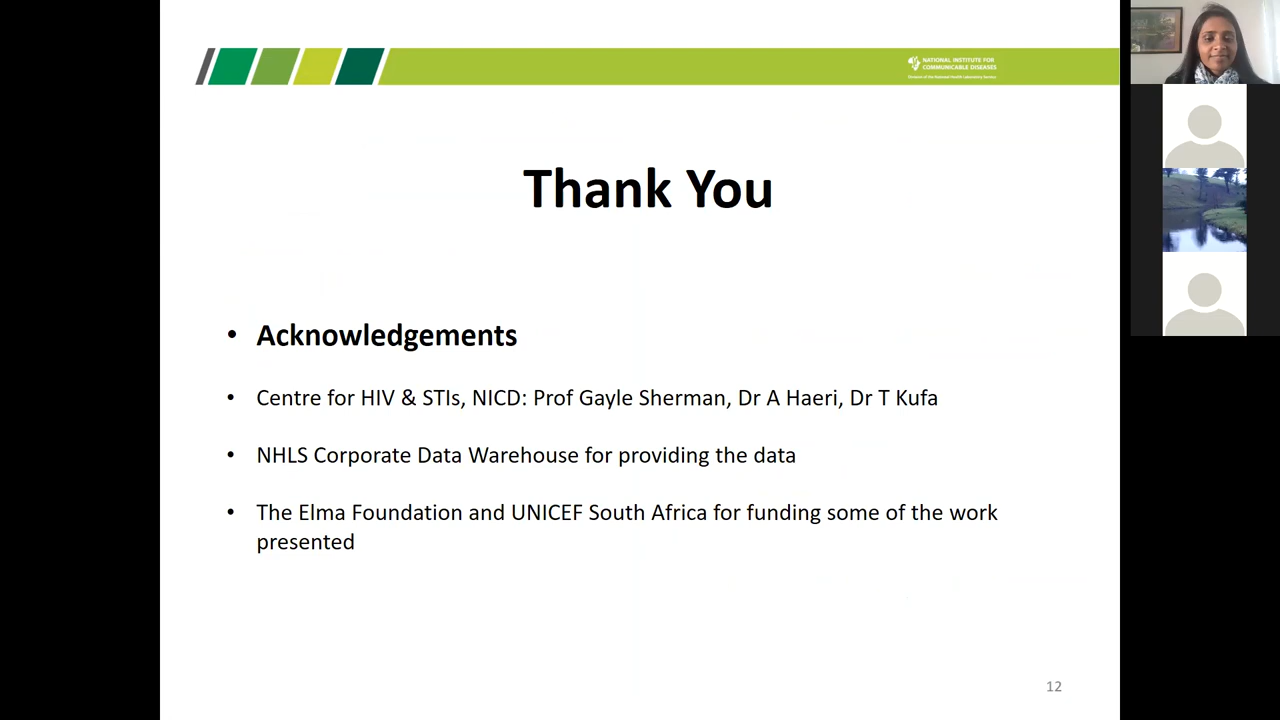 NATIONAL INSTITUTE FOR
COMMUNICABLE DISEASES
Division of the National Health Laboratory Service
Thank You
• Acknowledgements
• Centre for HIV & STIs, NICD: Prof Gayle Sherman, Dr A Haeri, Dr T Kufa
• NHLS Corporate Data Warehouse for providing the data
• The Elma Foundation and UNICEF South Africa for funding some of the work
presented
12